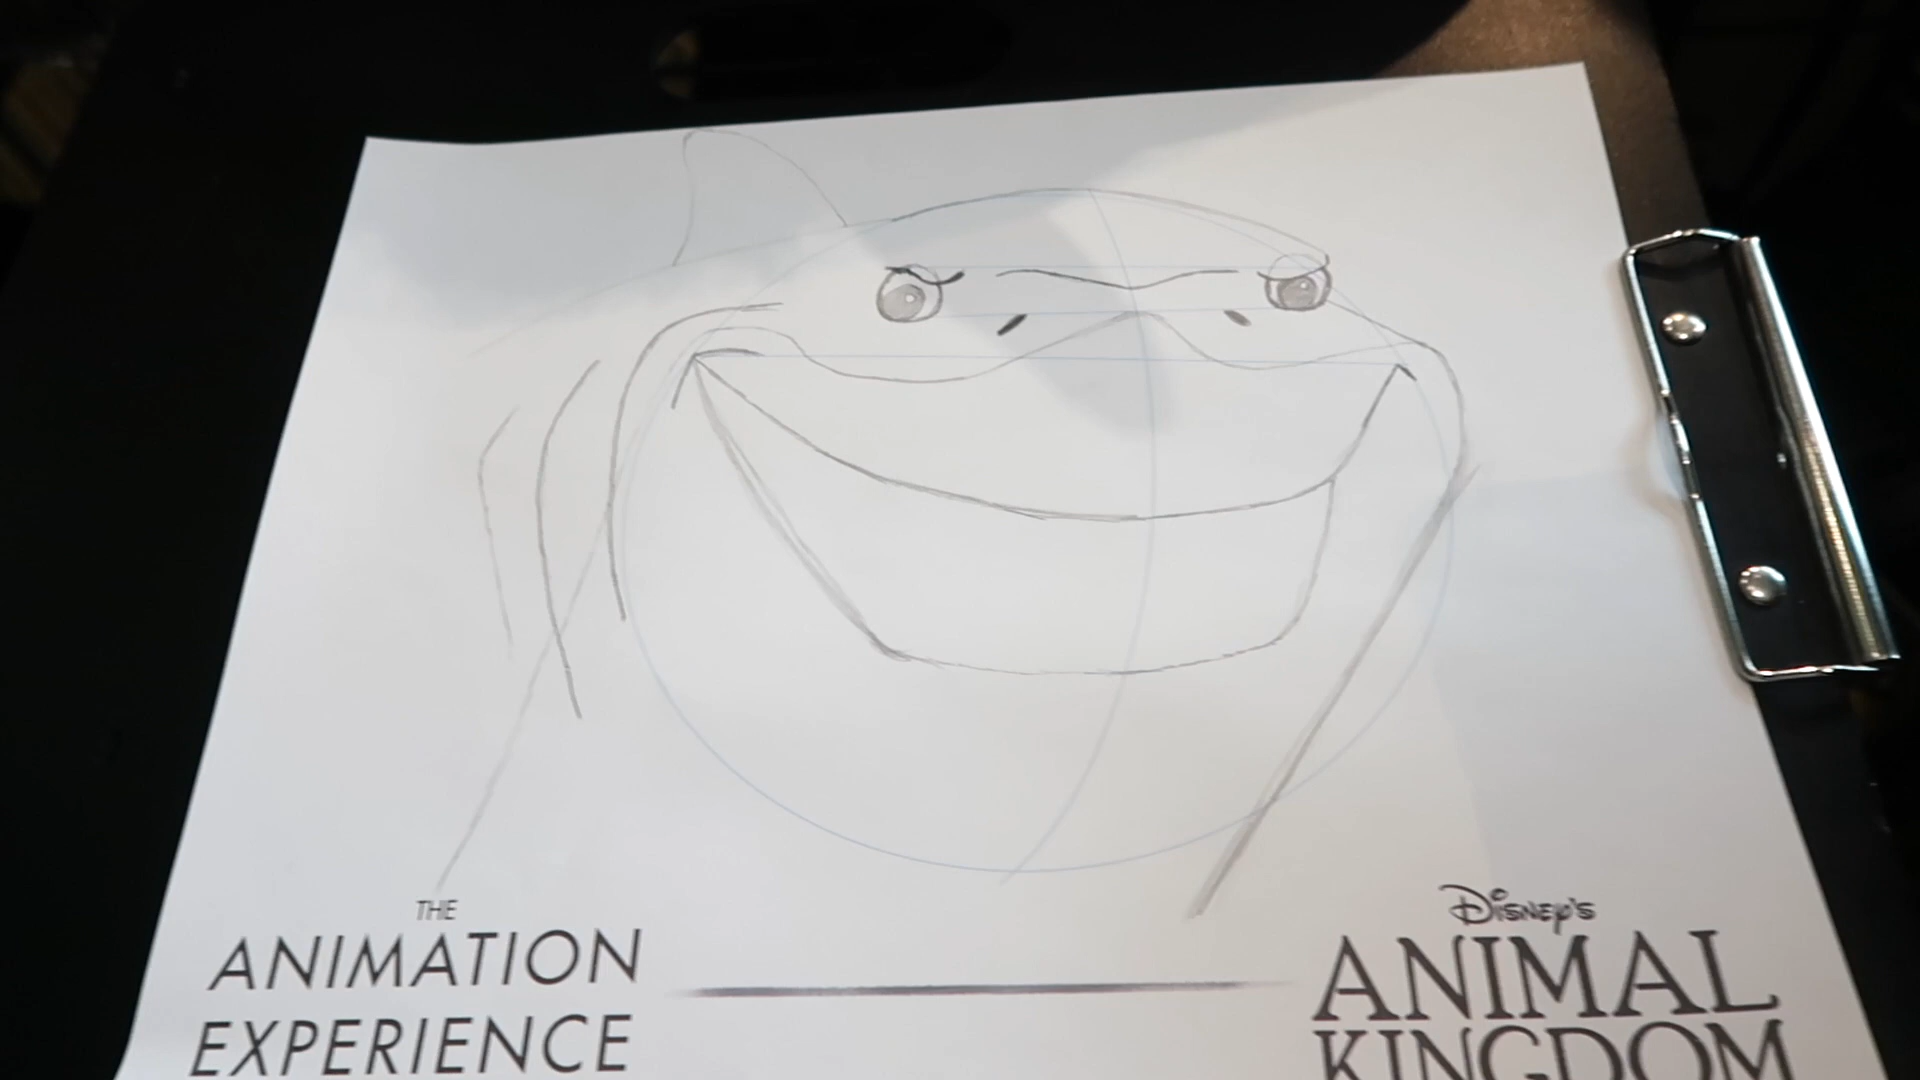 THE
ANIMATION
EXPERIENCE
DISNEY'S
ANIMAL
KINGDOM